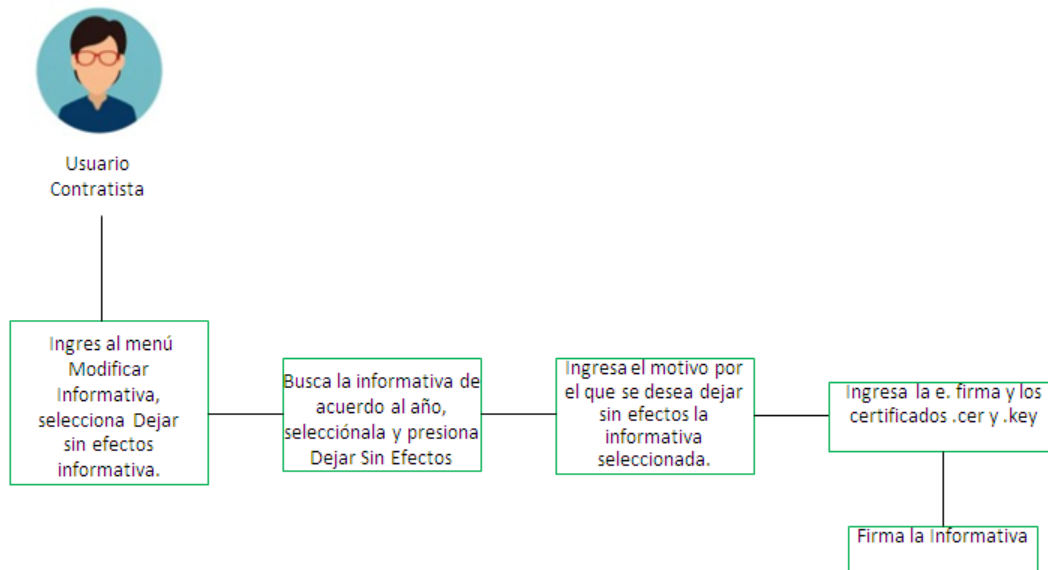 Usuario
Contratista
Ingres al menú
Modificar
Informativa,
selecciona Dejar
sin efectos
informativa.
Busca la informativa de
acuerdo al año,
selecciónala y presiona
Dejar Sin Efectos
Ingresa el motivo por
el que se desea dejar
sin efectos la
informativa
seleccionada.
Ingresa la e. firma y los
certificados .cer y .key
Firma la Informativa